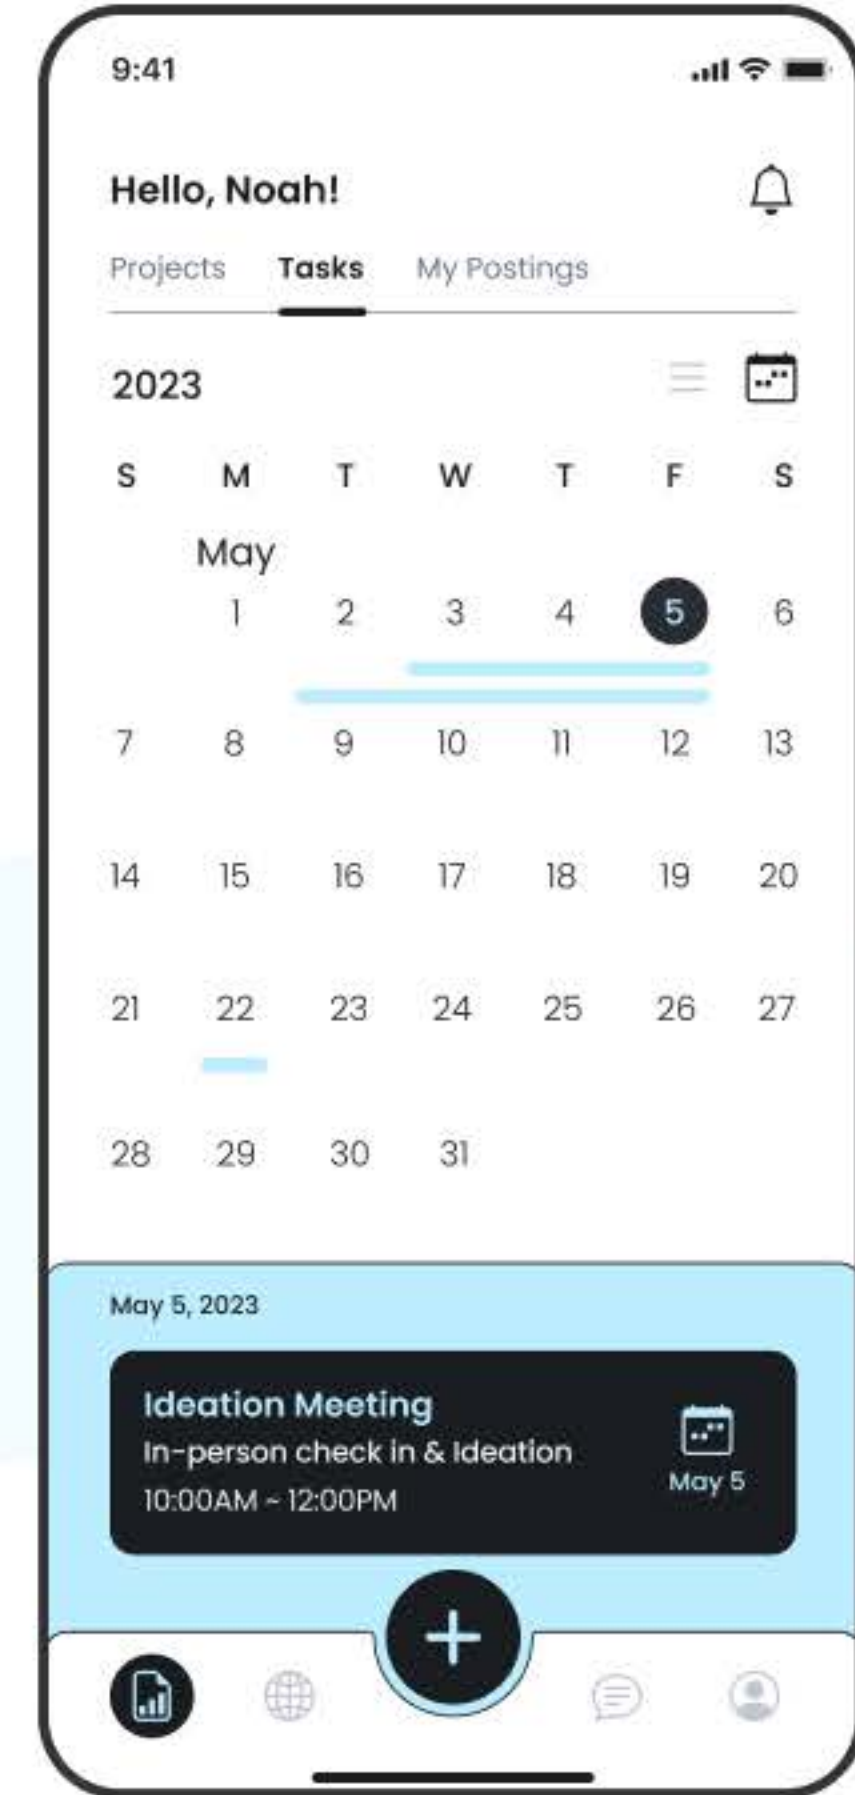 9:41
Hello, Noah!
Projects Tasks My Postings
2023
S M T W T F S
May
1 2 3 4 5 6
7 8 9 10 11 12 13
14 15 16 17 18 19 20
21 22 23 24 25 26 27
28 29 30 31
May 5, 2023
Ideation Meeting
In-person check in & Ideation
10:00AM ~ 12:00PM
May 5